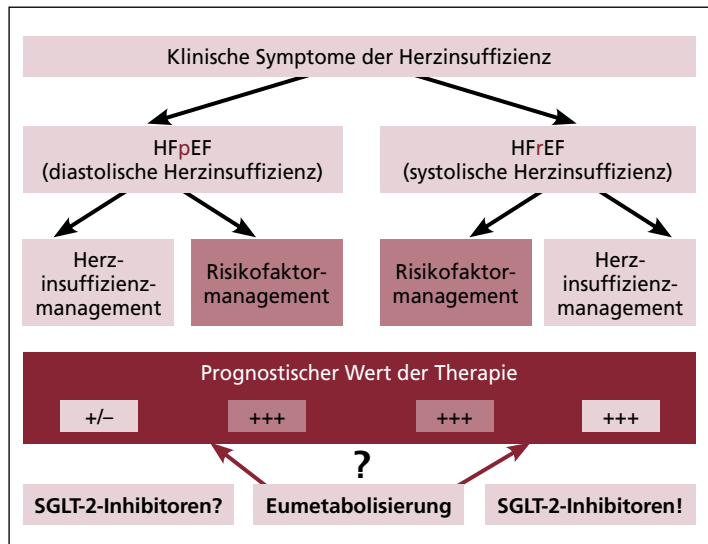 Klinische Symptome der Herzinsuffizienz
HFpEF
(diastolische Herzinsuffizienz)
HFrEF
(systolische Herzinsuffizienz)
Herz-
insuffizienz-
management
Risikofaktor-
management
Risikofaktor-
management
Herz-
insuffizienz-
management
Prognostischer Wert der Therapie
+/–
+++
+++
+++
?
SGLT-2-Inhibitoren?
Eumetabolisierung
SGLT-2-Inhibitoren!